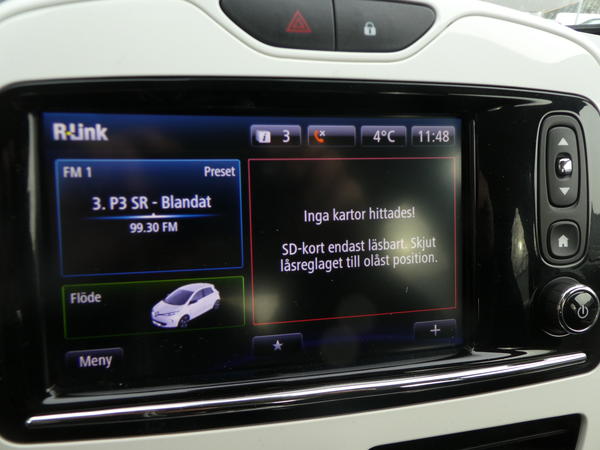 R-Link
3
4°C
11:48
FM 1
Preset
3. P3 SR - Blandat
99.30 FM
Inga kartor hittades!
SD-kort endast läsbart. Skjut
låsreglaget till olåst position.
Flöde
Meny